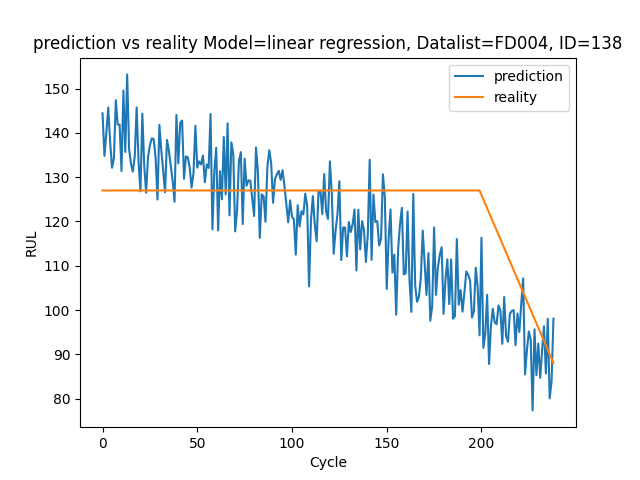 prediction vs reality Model=linear regression, Datalist=FD004, ID=138
prediction
reality
150
140
130
120
110
100
90
80
RUL
0
50
100
150
200
Cycle